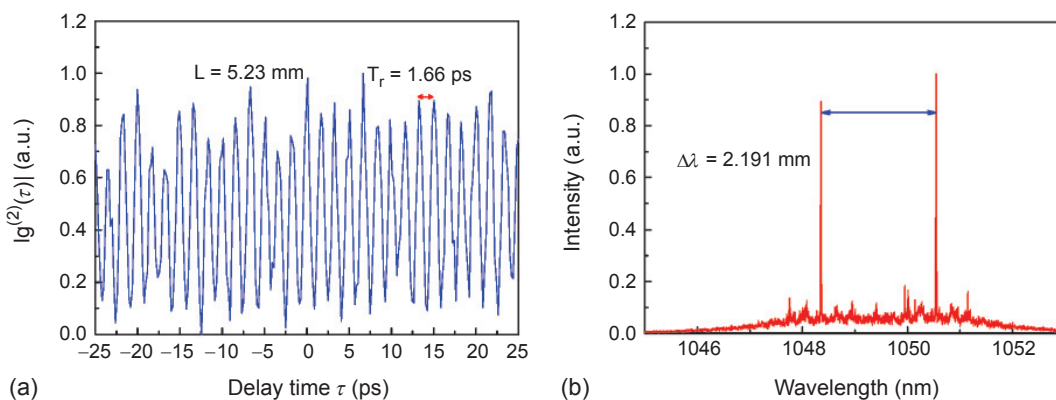 1.2
1.0
0.8
0.6
0.4
0.2
0.0
Ig(2)(τ)| (a.u.)
L = 5.23 mm
Tr = 1.66 ps
−25 −20 −15 −10 −5 0 5 10 15 20 25
(a)
Delay time τ (ps)
1.2
1.0
0.8
0.6
0.4
0.2
0.0
Intensity (a.u.)
Δλ = 2.191 mm
1046 1048 1050 1052
(b)
Wavelength (nm)